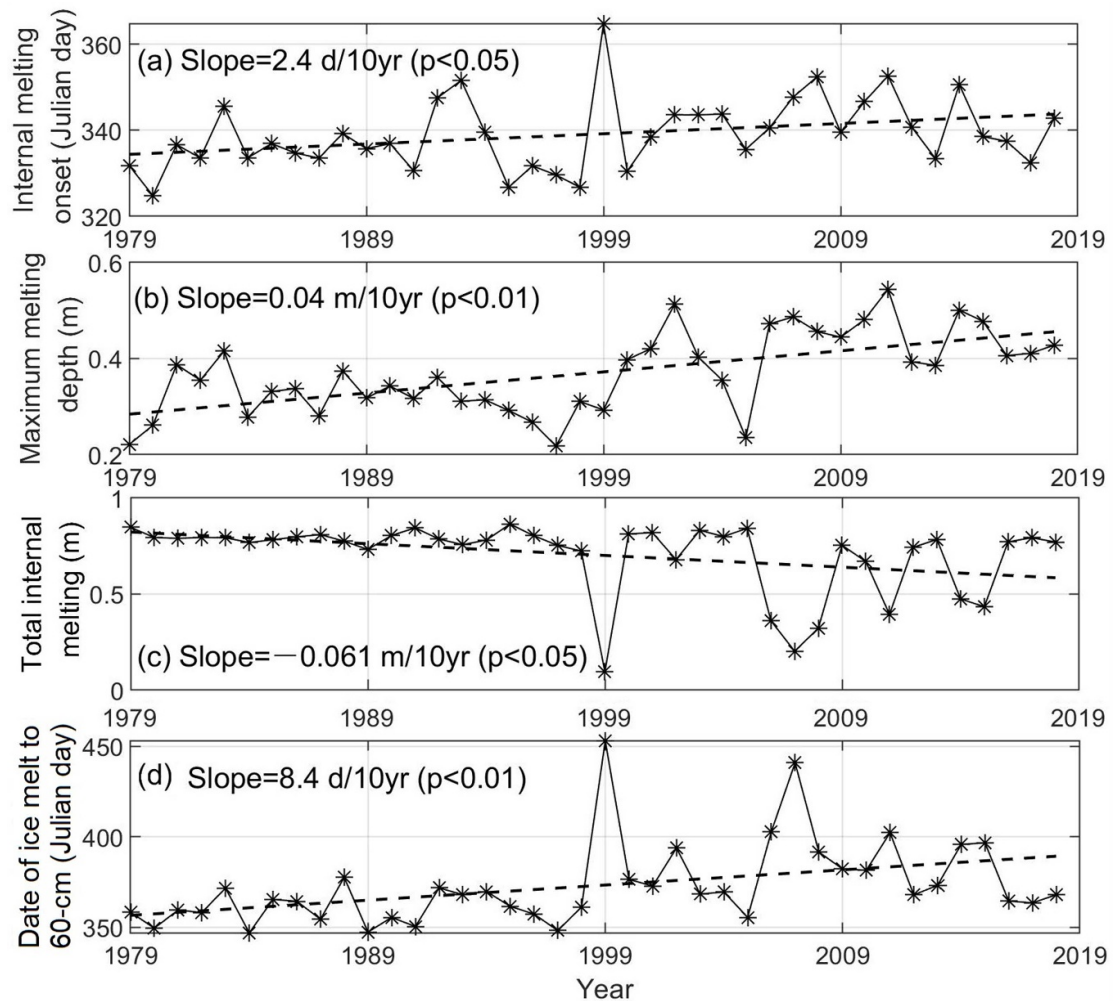 Internal melting
onset (Julian day)
360
340
320
(a) Slope=2.4 d/10yr (p<0.05)
1979 1989 1999 2009 2019
Maximum melting
depth (m)
0.6
0.4
0.2
(b) Slope=0.04 m/10yr (p<0.01)
1979 1989 1999 2009 2019
Total internal
melting (m)
1
0.5
0
(c) Slope=−0.061 m/10yr (p<0.05)
1979 1989 1999 2009 2019
Date of ice melt to
60-cm (Julian day)
450
400
350
(d) Slope=8.4 d/10yr (p<0.01)
1979 1989 1999 2009 2019
Year